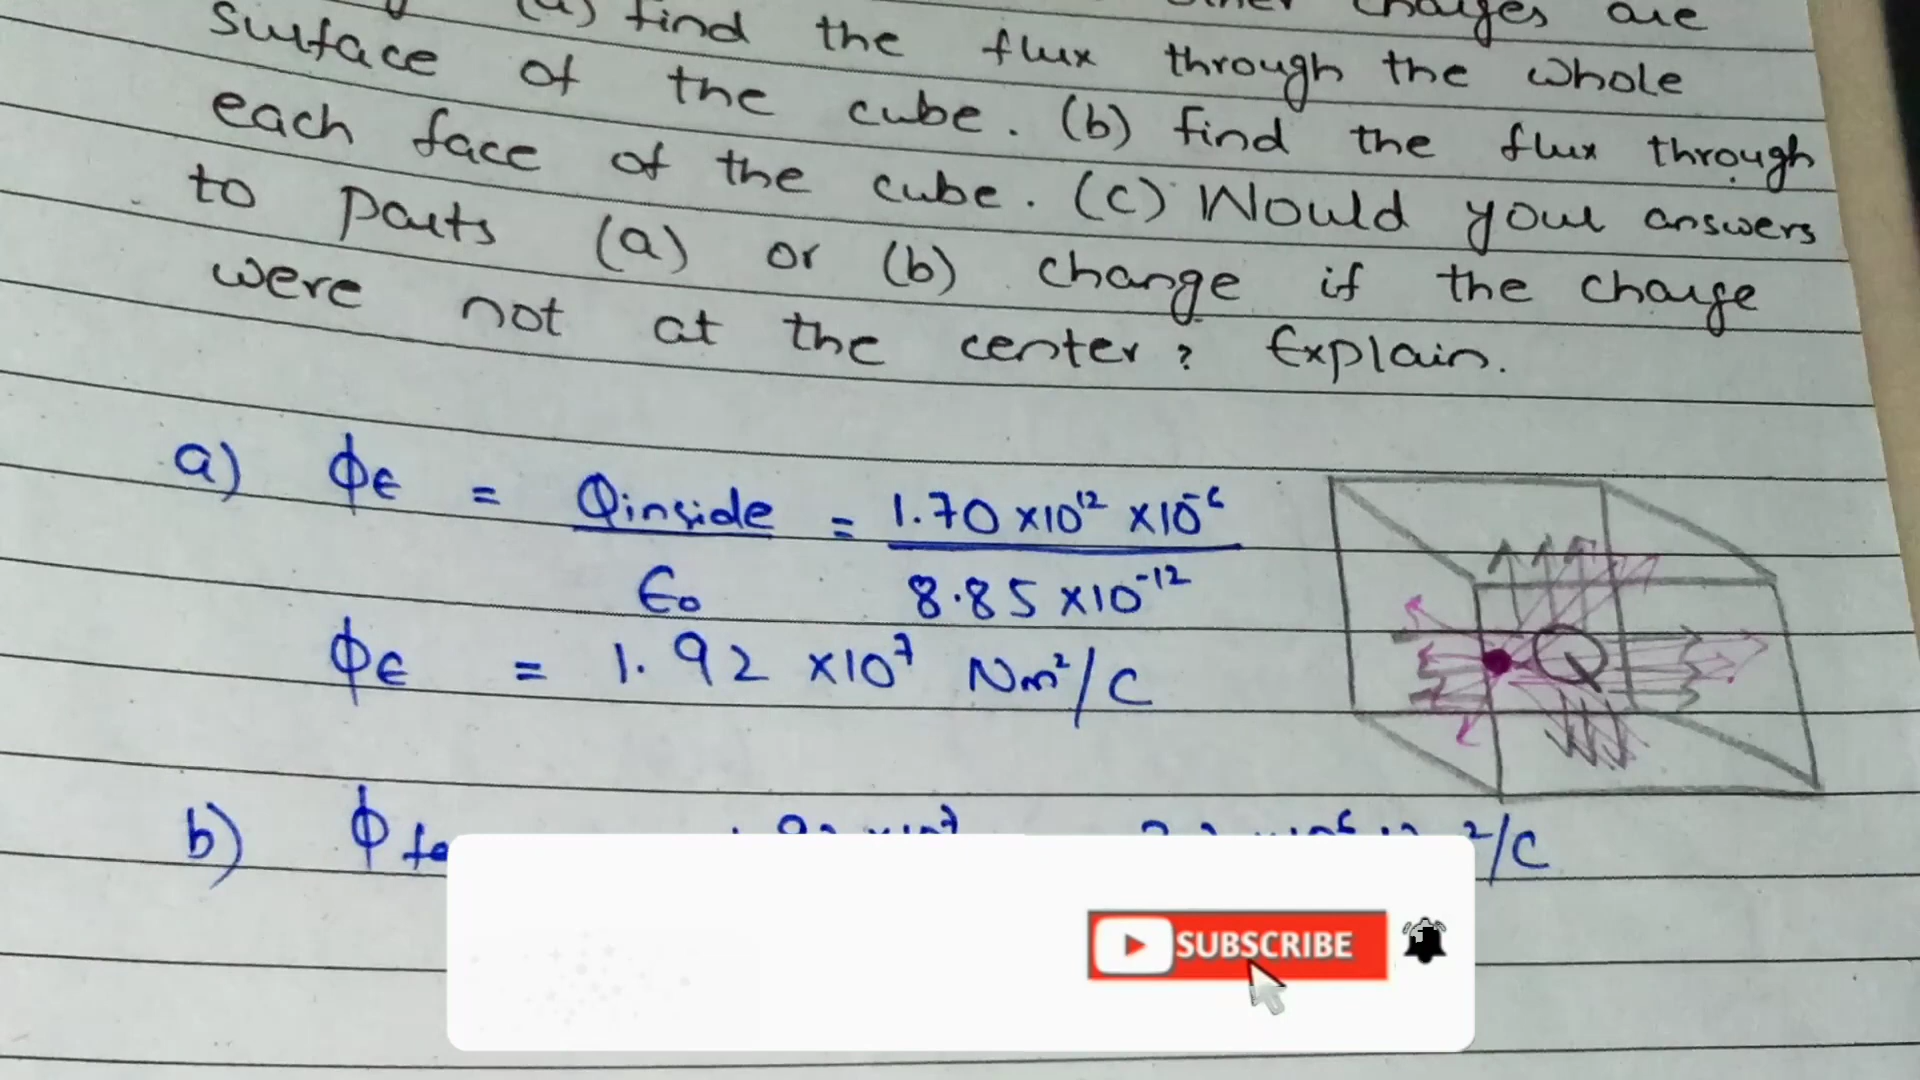 (a) find the flux through the whole
surface of the cube. (b) find the flux through
each face of the cube. (c) Would your answers
to parts (a) or (b) change if the charge
were not at the center? Explain.
a) ϕE = Qinside / ϵ0 = 1.70 ×10¹² ×10⁻⁶ / 8.85 ×10⁻¹²
ϕE = 1.92 ×10⁷ Nm²/C
Q
b) ϕ ²/C
SUBSCRIBE